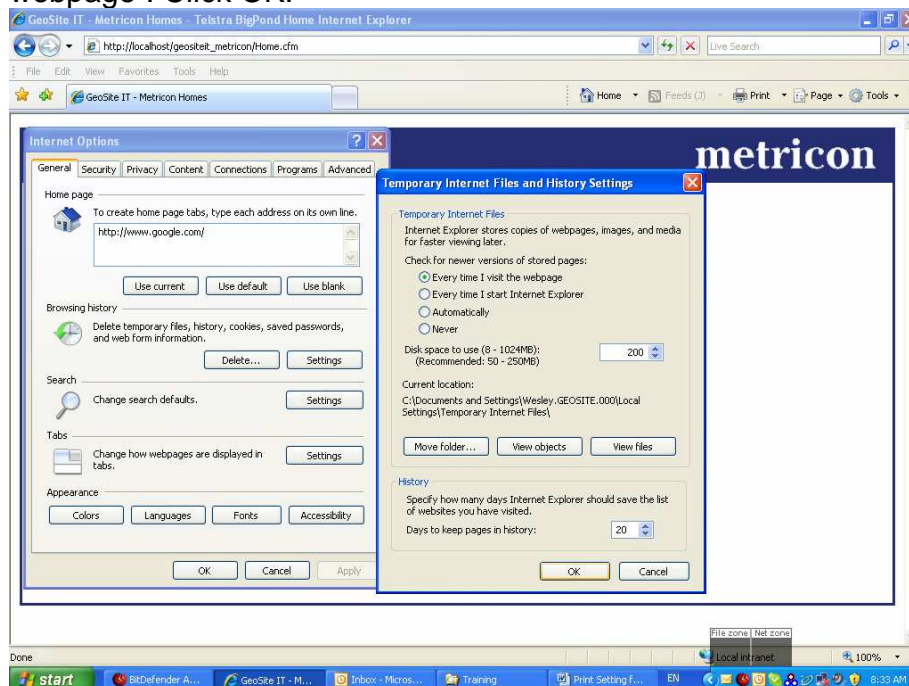 webpage". Click OK.
GeoSite IT - Metricon Homes - Telstra BigPond Home Internet Explorer
http://localhost/geositeit_metricon/Home.cfm
Live Search
File Edit View Favorites Tools Help
GeoSite IT - Metricon Homes
Home Feeds (J) Print Page Tools
metricon
Internet Options
General Security Privacy Content Connections Programs Advanced
Home page
To create home page tabs, type each address on its own line.
http://www.google.com/
Use current Use default Use blank
Browsing history
Delete temporary files, history, cookies, saved passwords,
and web form information.
Delete... Settings
Search
Change search defaults. Settings
Tabs
Change how webpages are displayed in
tabs.
Settings
Appearance
Colors Languages Fonts Accessibility
OK Cancel Apply
Temporary Internet Files and History Settings
Temporary Internet Files
Internet Explorer stores copies of webpages, images, and media
for faster viewing later.
Check for newer versions of stored pages:
Every time I visit the webpage
Every time I start Internet Explorer
Automatically
Never
Disk space to use (8 - 1024MB): 200
(Recommended: 50 - 250MB)
Current location:
C:\Documents and Settings\Wesley.GEOSITE.000\Local
Settings\Temporary Internet Files\
Move folder... View objects View files
History
Specify how many days Internet Explorer should save the list
of websites you have visited.
Days to keep pages in history: 20
OK Cancel
File zone Net zone
Done Local intranet 100%
start BitDefender A... GeoSite IT - M... Inbox - Micros... Training Print Setting f... EN 8:33 AM